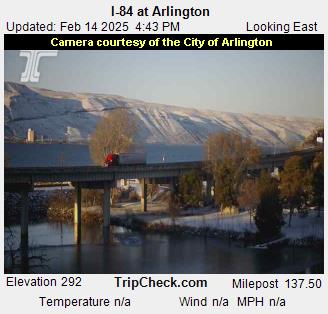 I-84 at Arlington
Updated: Feb 14 2025 4:43 PM Looking East
Camera courtesy of the City of Arlington
Elevation 292 TripCheck.com Milepost 137.50
Temperature n/a Wind n/a MPH n/a